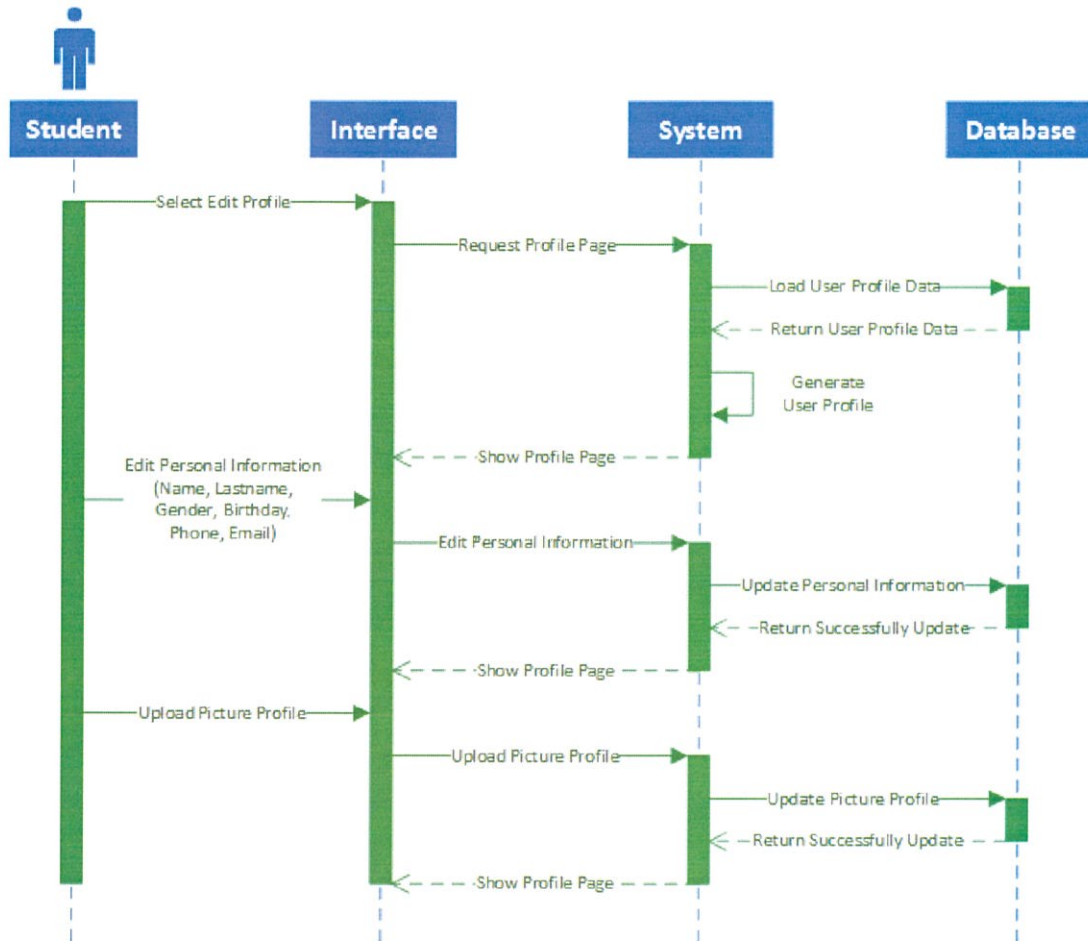 Student
Interface
System
Database
Select Edit Profile
Request Profile Page
Load User Profile Data
Return User Profile Data
Generate
User Profile
Show Profile Page
Edit Personal Information
(Name, Lastname,
Gender, Birthday.
Phone, Email)
Edit Personal Information
Update Personal Information
Return Successfully Update
Show Profile Page
Upload Picture Profile
Upload Picture Profile
Update Picture Profile
Return Successfully Update
Show Profile Page